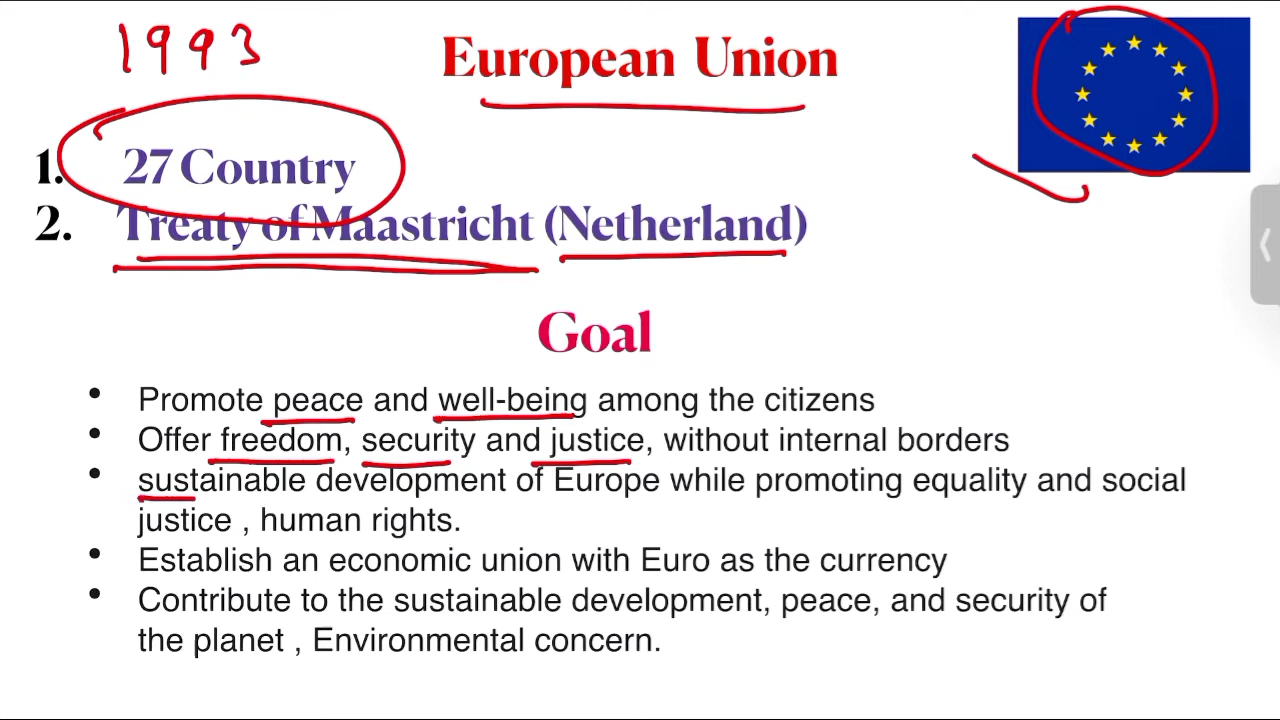 1993
European Union
1. 27 Country
2. Treaty of Maastricht (Netherland)
Goal
• Promote peace and well-being among the citizens
• Offer freedom, security and justice, without internal borders
• sustainable development of Europe while promoting equality and social
justice , human rights.
• Establish an economic union with Euro as the currency
• Contribute to the sustainable development, peace, and security of
the planet , Environmental concern.